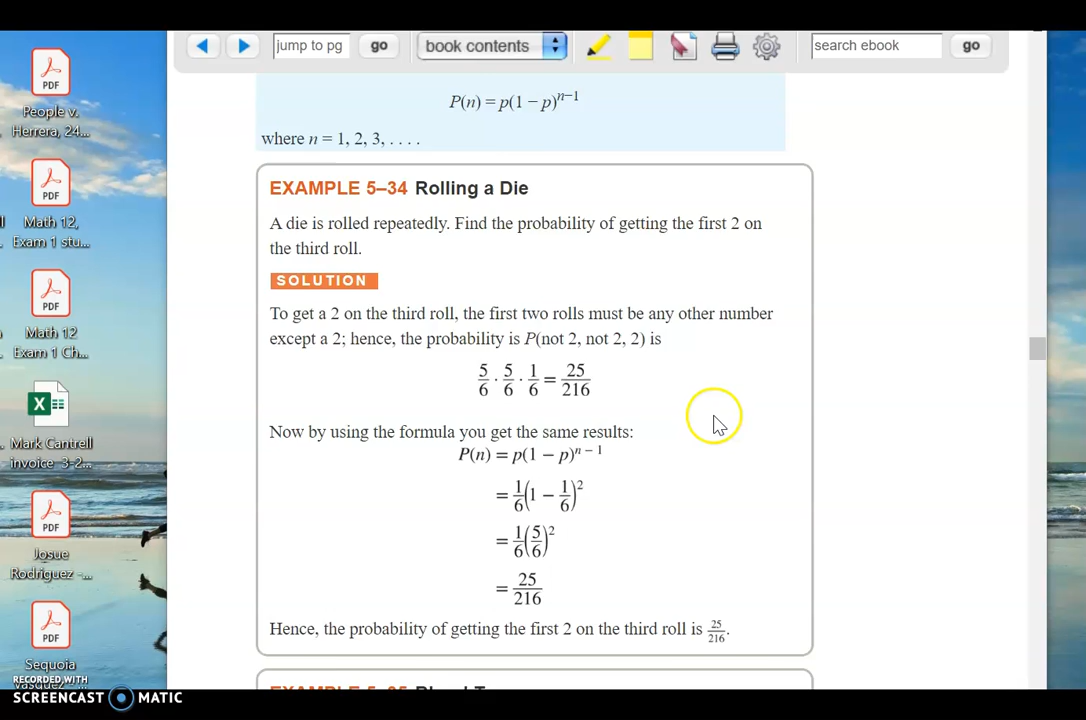 jump to pg
go
book contents
search ebook
go
PDF
People v.
Herrera, 24...
PDF
Math 12,
Exam 1 stu...
PDF
Math 12
Exam 1 Ch...
X
Mark Cantrell
invoice 3-2...
PDF
Josue
Rodriguez -...
PDF
Sequoia
P(n) = p(1 − p)ⁿ⁻¹
where n = 1, 2, 3, . . . .
EXAMPLE 5–34 Rolling a Die
A die is rolled repeatedly. Find the probability of getting the first 2 on
the third roll.
SOLUTION
To get a 2 on the third roll, the first two rolls must be any other number
except a 2; hence, the probability is P(not 2, not 2, 2) is
5/6 · 5/6 · 1/6 = 25/216
Now by using the formula you get the same results:
P(n) = p(1 − p)ⁿ ⁻ ¹
= 1/6(1 − 1/6)²
= 1/6(5/6)²
= 25/216
Hence, the probability of getting the first 2 on the third roll is 25/216.
RECORDED WITH
SCREENCAST MATIC